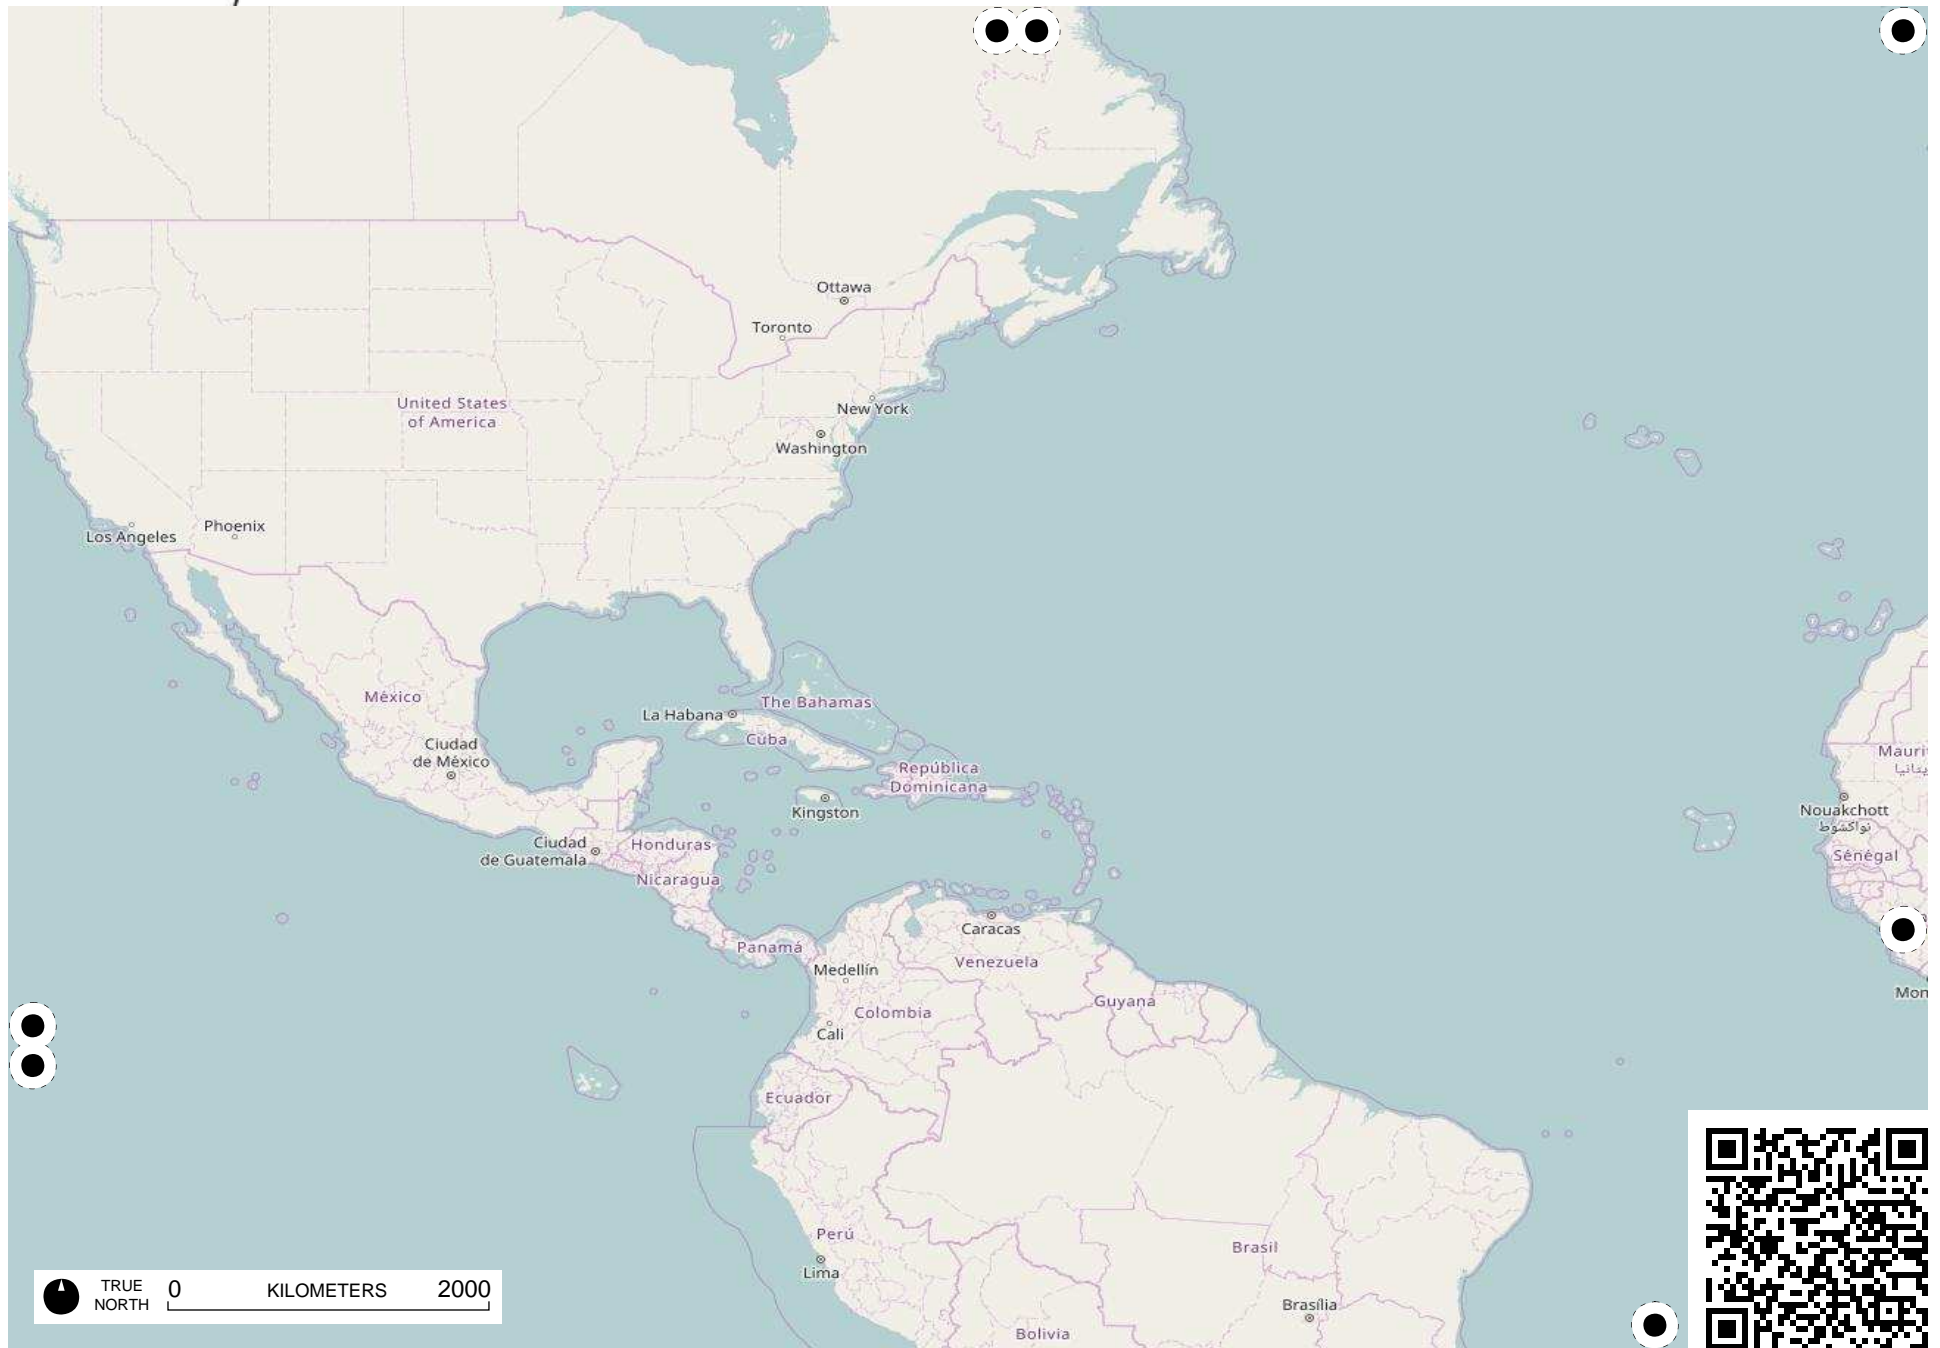 Ottawa
Toronto
United States
of America
New York
Washington
Los Angeles
Phoenix
México
La Habana
The Bahamas
Cuba
Ciudad
de México
República
Dominicana
Kingston
Ciudad
de Guatemala
Honduras
Nicaragua
Nouakchott
نواكشوط
Sénégal
Caracas
Panamá
Venezuela
Medellín
Guyana
Colombia
Cali
Ecuador
Perú
Lima
Brasil
Brasília
Bolivia
TRUE
NORTH
0 KILOMETERS 2000